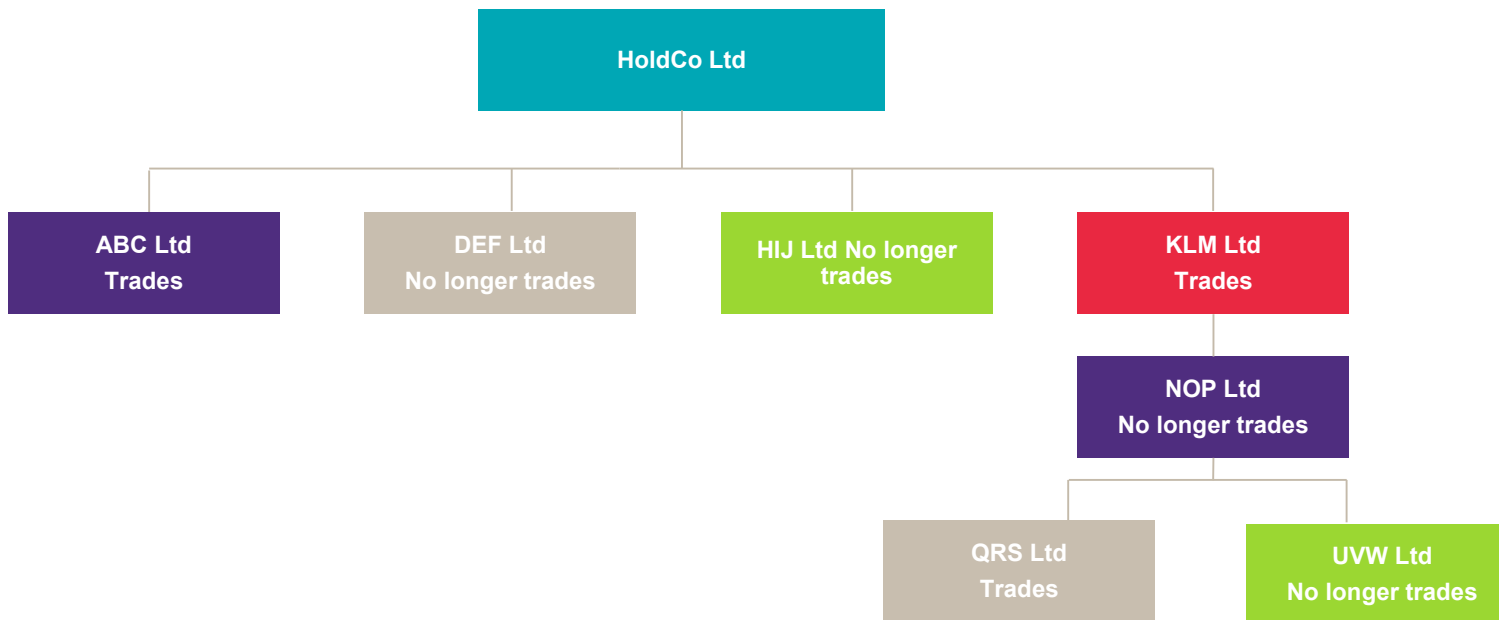 HoldCo Ltd
ABC Ltd
Trades
DEF Ltd
No longer trades
HIJ Ltd No longer
trades
KLM Ltd
Trades
NOP Ltd
No longer trades
QRS Ltd
Trades
UVW Ltd
No longer trades